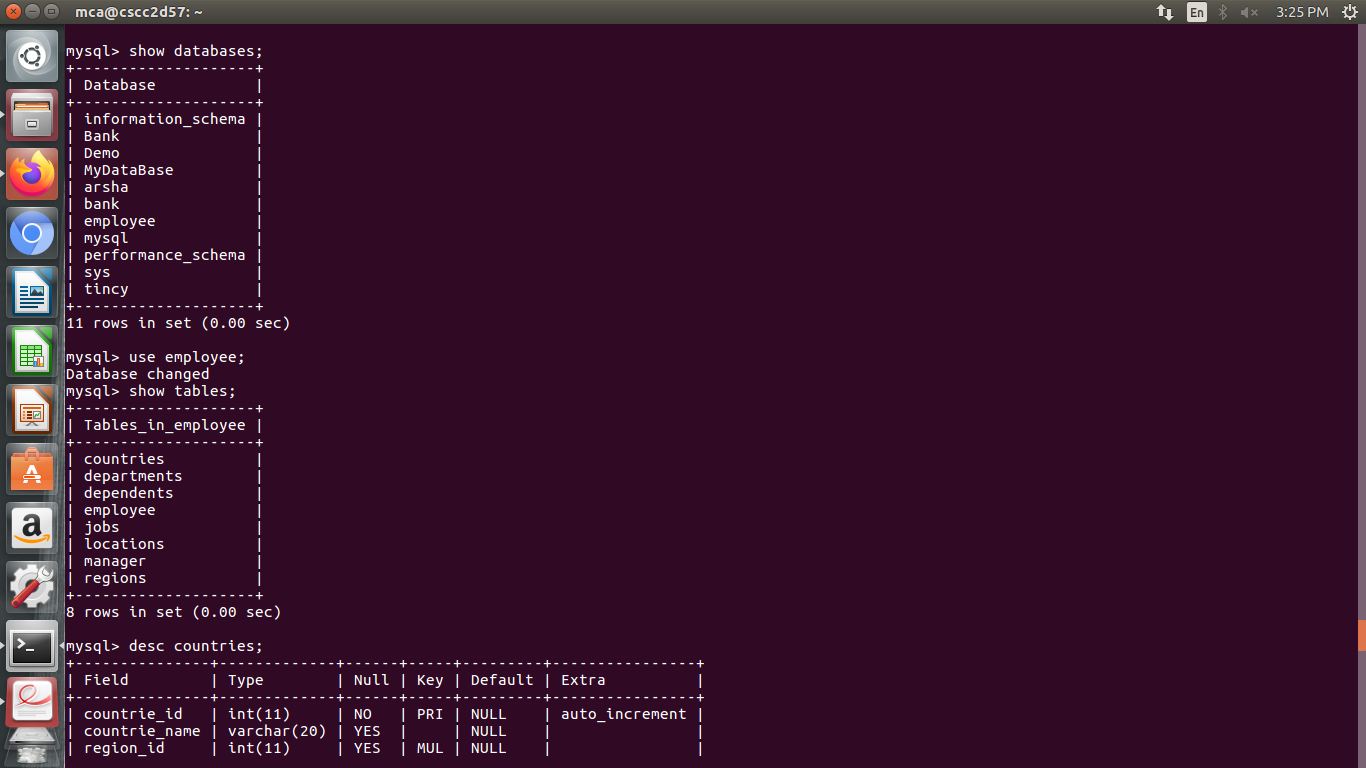 mca@cscc2d57: ~
En
3:25 PM
mysql> show databases;
+--------------------+
| Database           |
+--------------------+
| information_schema |
| Bank               |
| Demo               |
| MyDataBase         |
| arsha              |
| bank               |
| employee           |
| mysql              |
| performance_schema |
| sys                |
| tincy              |
+--------------------+
11 rows in set (0.00 sec)
mysql> use employee;
Database changed
mysql> show tables;
+--------------------+
| Tables_in_employee |
+--------------------+
| countries          |
| departments        |
| dependents         |
| employee           |
| jobs               |
| locations          |
| manager            |
| regions            |
+--------------------+
8 rows in set (0.00 sec)
mysql> desc countries;
+---------------+-------------+------+-----+---------+----------------+
| Field         | Type        | Null | Key | Default | Extra          |
+---------------+-------------+------+-----+---------+----------------+
| countrie_id   | int(11)     | NO   | PRI | NULL    | auto_increment |
| countrie_name | varchar(20) | YES  |     | NULL    |                |
| region_id     | int(11)     | YES  | MUL | NULL    |                |